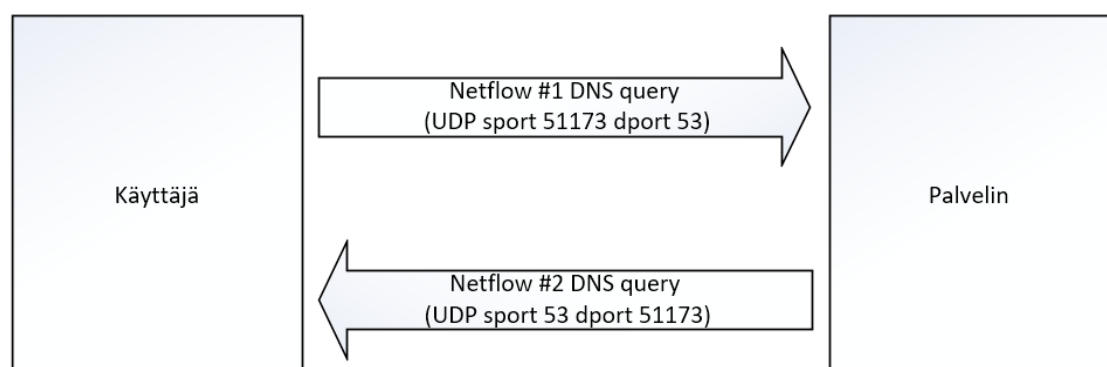 Käyttäjä
Netflow #1 DNS query
(UDP sport 51173 dport 53)
Netflow #2 DNS query
(UDP sport 53 dport 51173)
Palvelin